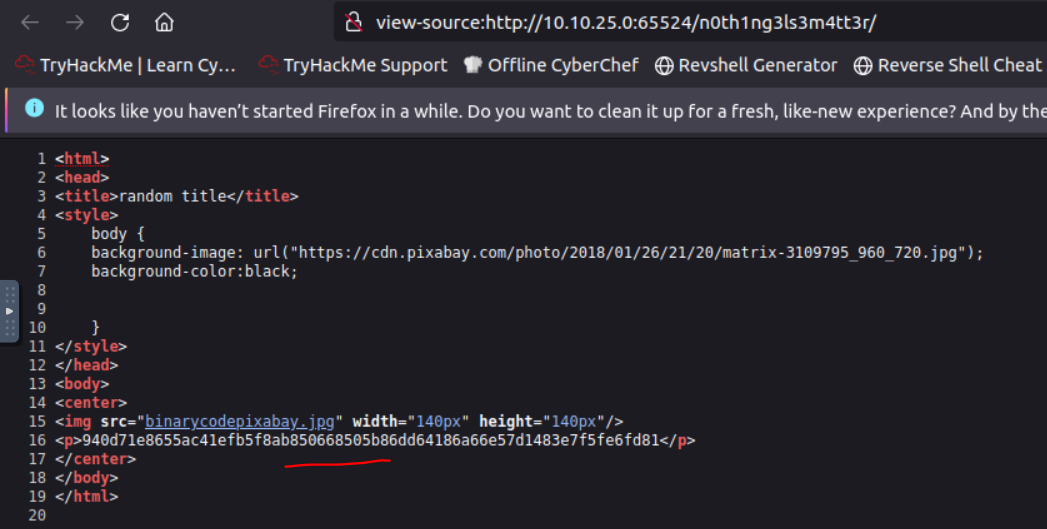 view-source:http://10.10.25.0:65524/n0th1ng3ls3m4tt3r/
TryHackMe | Learn Cy... TryHackMe Support Offline CyberChef Revshell Generator Reverse Shell Cheat
It looks like you haven’t started Firefox in a while. Do you want to clean it up for a fresh, like-new experience? And by the
1 <html>
2 <head>
3 <title>random title</title>
4 <style>
5 body {
6 background-image: url("https://cdn.pixabay.com/photo/2018/01/26/21/20/matrix-3109795_960_720.jpg");
7 background-color:black;
8
9
10 }
11 </style>
12 </head>
13 <body>
14 <center>
15 <img src="binarycodepixabay.jpg" width="140px" height="140px"/>
16 <p>940d71e8655ac41efb5f8ab850668505b86dd64186a66e57d1483e7f5fe6fd81</p>
17 </center>
18 </body>
19 </html>
20